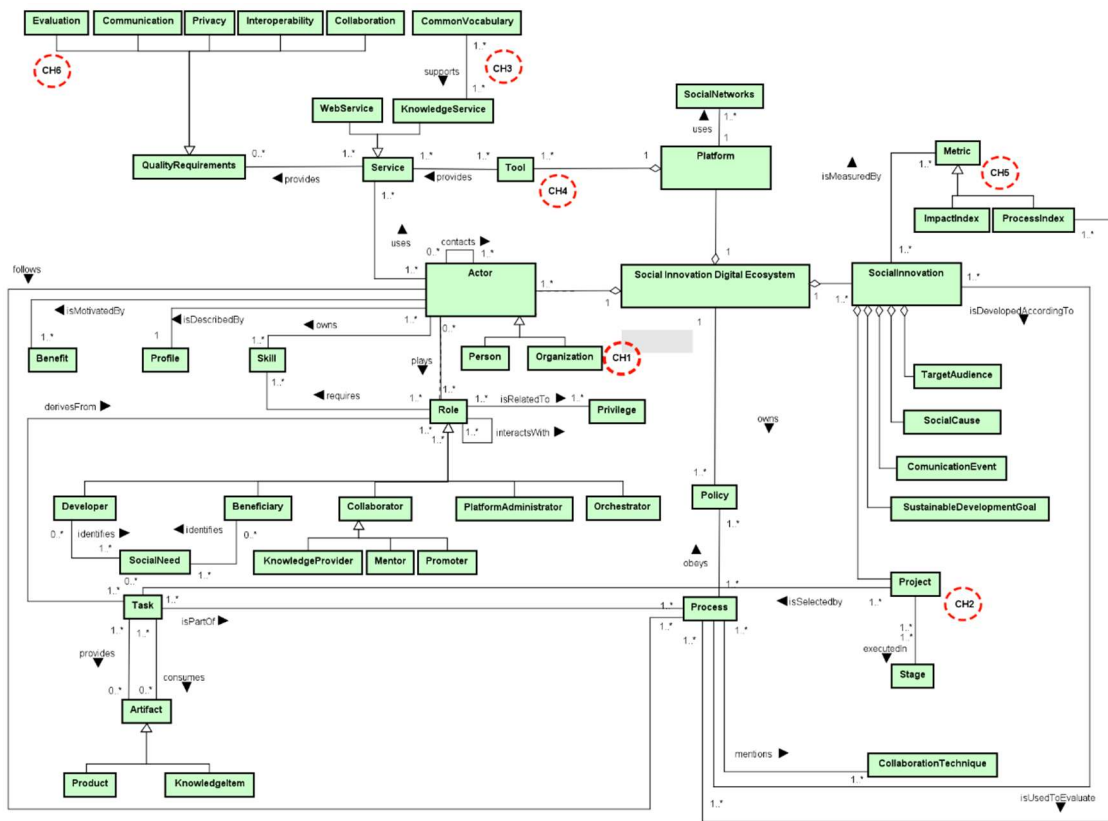 Evaluation
Communication
Privacy
Interoperability
Collaboration
CommonVocabulary
CH6
1..*
CH3
supports
1..*
WebService
KnowledgeService
SocialNetworks
uses
1..*
1
QualityRequirements
0..*
provides
1..*
Service
1..*
provides
1..*
Tool
1..*
CH4
1
Platform
Metric
1..*
CH5
isMeasuredBy
ImpactIndex
ProcessIndex
1..*
1..*
uses
1..*
contacts
0..*
1..*
Actor
1..*
1
1
Social Innovation Digital Ecosystem
1
1..*
1..*
SocialInnovation
1..*
follows
isMotivatedBy
1..*
Benefit
isDescribedBy
1
Profile
owns
1..*
1..*
Skill
1..*
0..*
plays
1..*
Person
Organization
CH1
1
isDevelopedAccordingTo
TargetAudience
SocialCause
ComunicationEvent
SustainableDevelopmentGoal
requires
1..*
derivesFrom
Role
1..*
isRelatedTo
1..*
Privilege
1..*
1..*
1..*
interactsWith
owns
1..*
Policy
1..*
Developer
Beneficiary
Collaborator
PlatformAdministrator
Orchestrator
0..*
identifies
1..*
identifies
0..*
SocialNeed
1..*
KnowledgeProvider
Mentor
Promoter
obeys
1..*
0..*
1..*
Task
1..*
isPartOf
1..*
Process
1..*
1..*
1..*
isSelectedby
1..*
Project
CH2
1..*
1..*
executedIn
Stage
1..*
1..*
provides
consumes
0..*
0..*
Artifact
Product
KnowledgeItem
mentions
1..*
CollaborationTechnique
1..*
isUsedToEvaluate